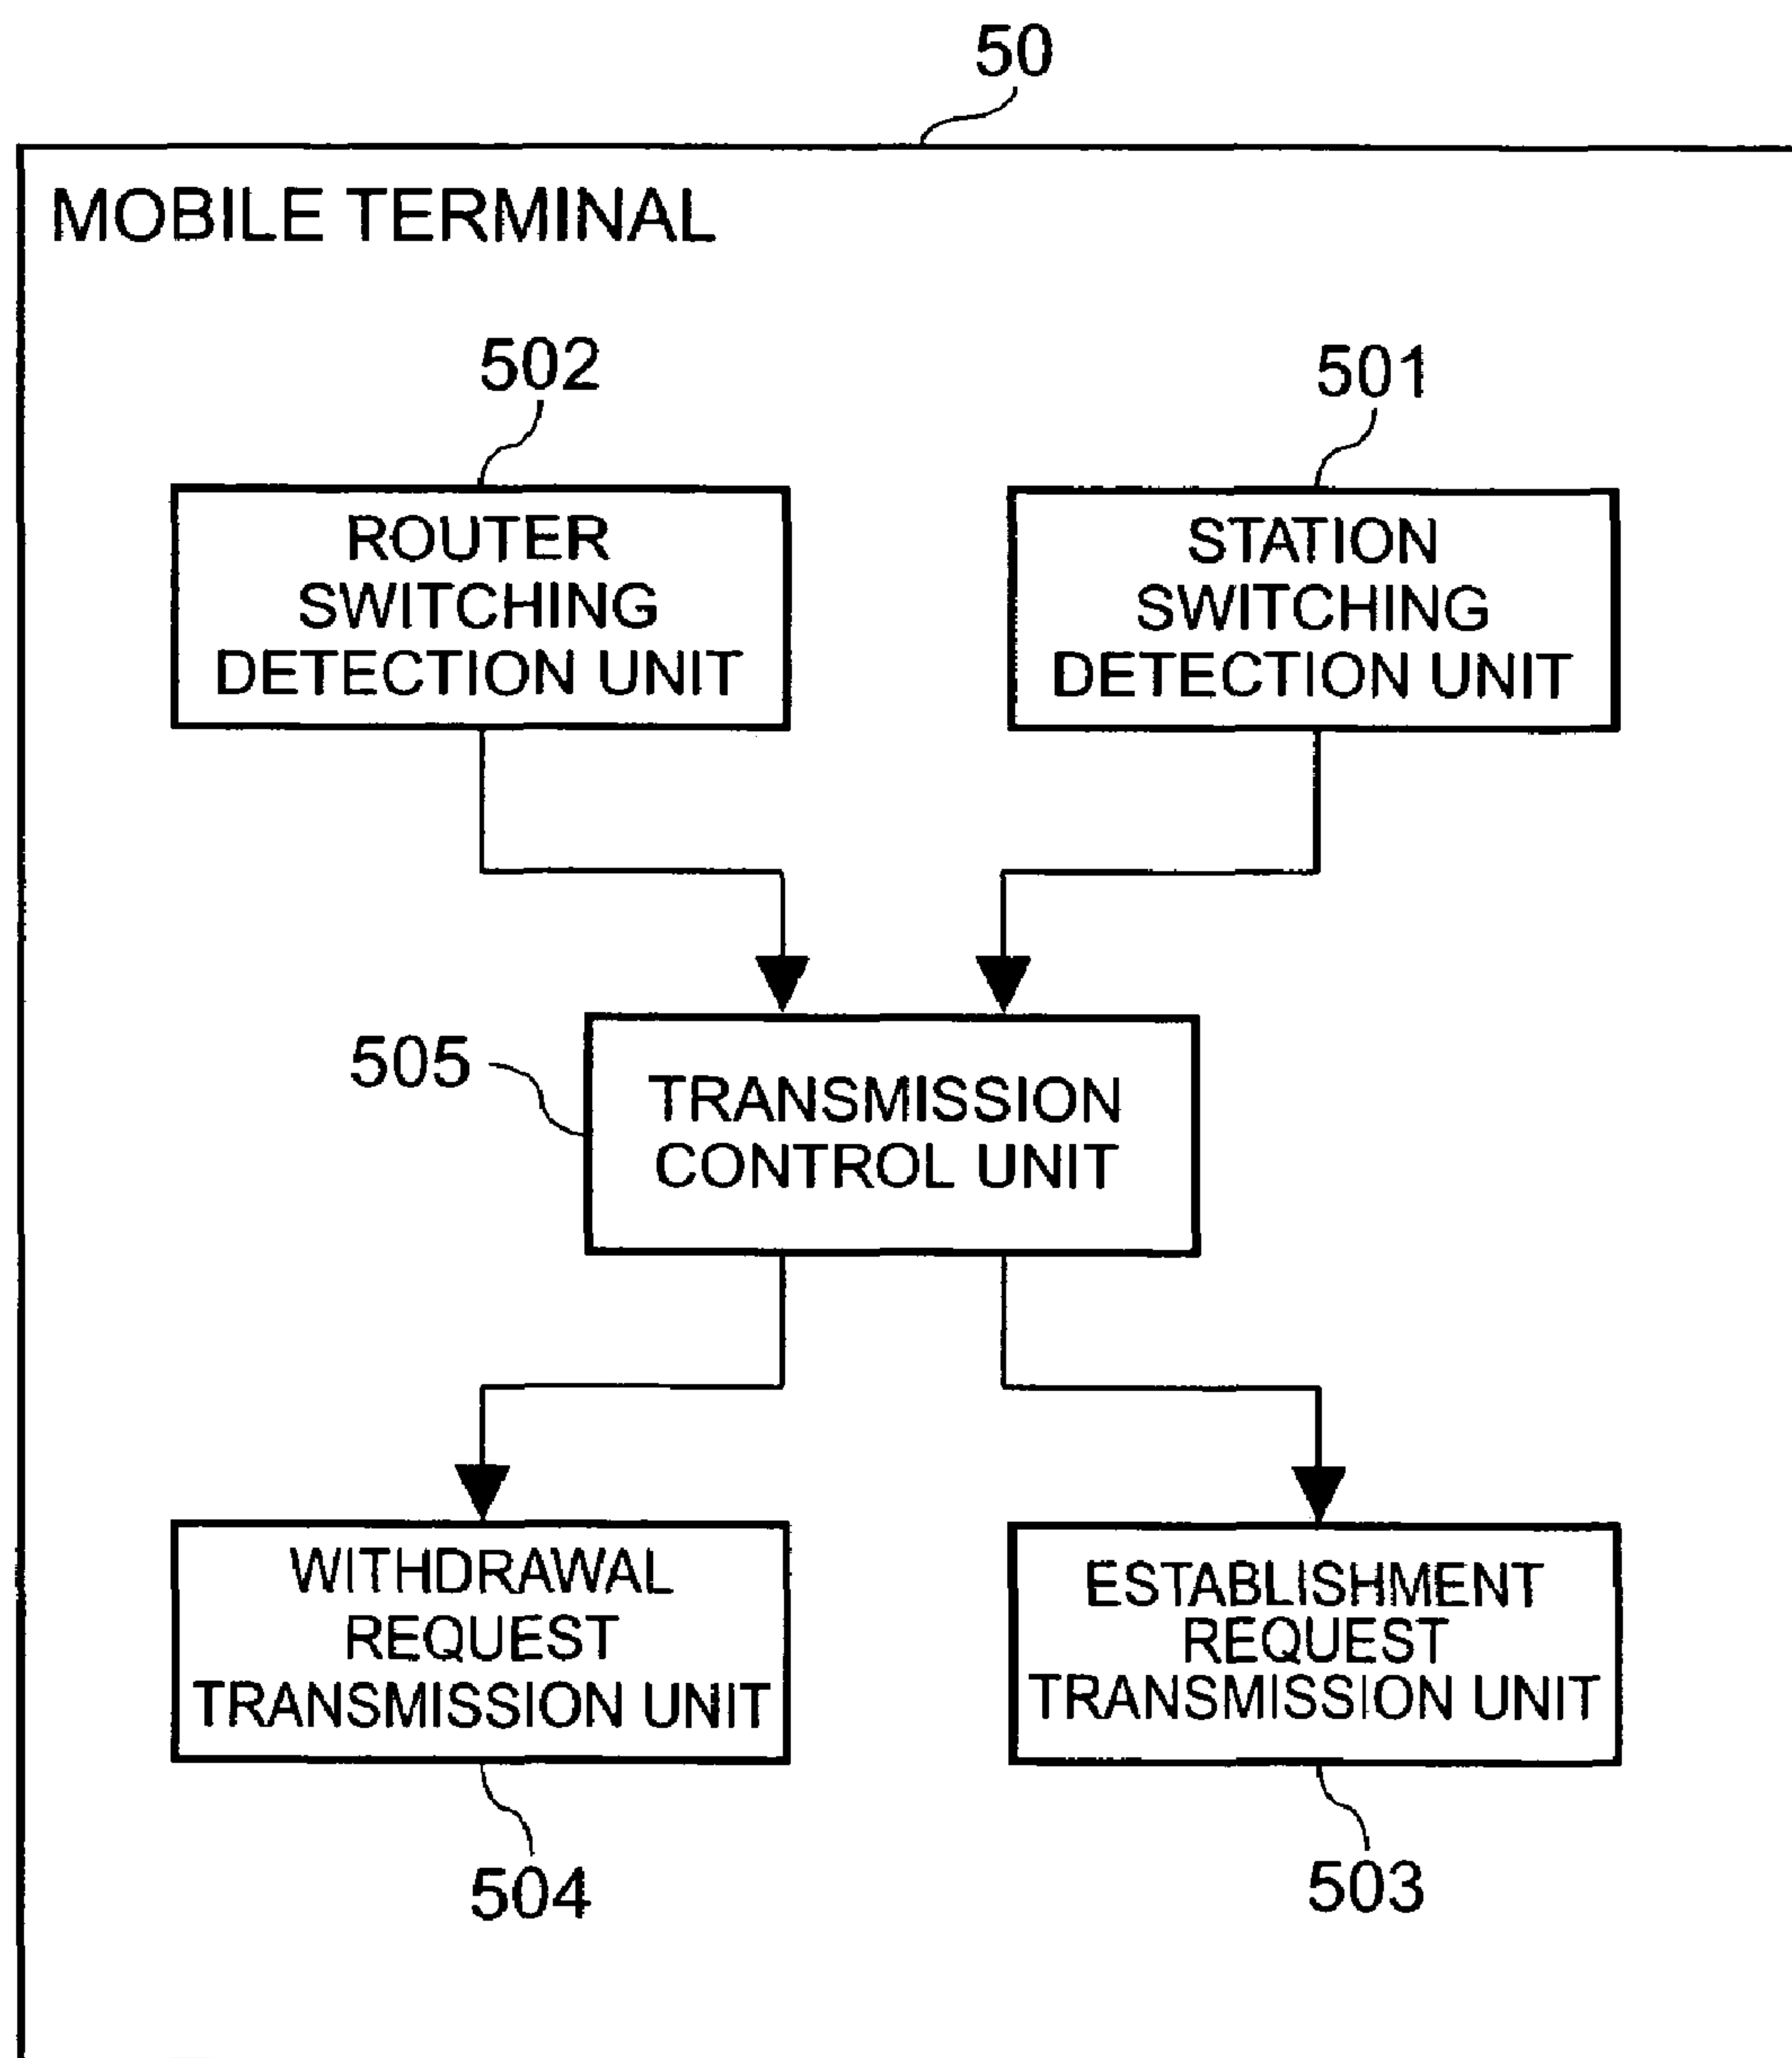 50
MOBILE TERMINAL
502
501
ROUTER
SWITCHING
DETECTION UNIT
STATION
SWITCHING
DETECTION UNIT
505
TRANSMISSION
CONTROL UNIT
WITHDRAWAL
REQUEST
TRANSMISSION UNIT
ESTABLISHMENT
REQUEST
TRANSMISSION UNIT
504
503